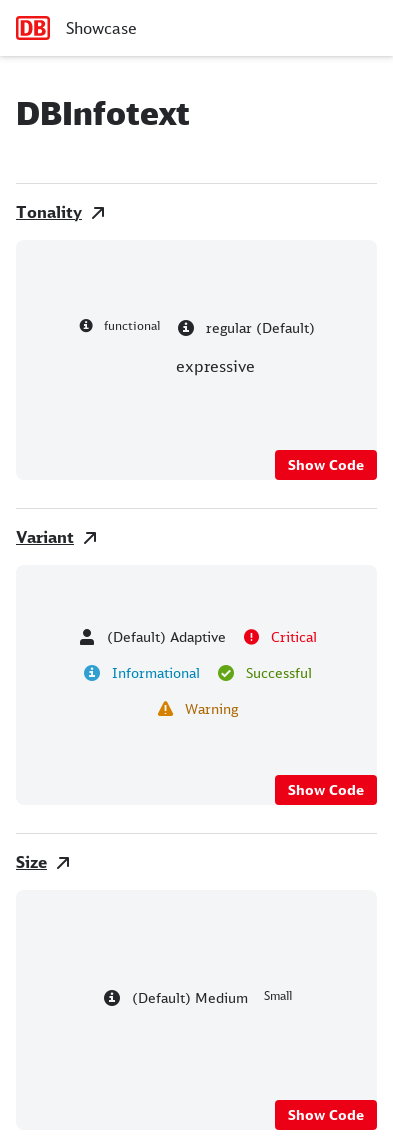 DB Showcase
DBInfotext
Tonality
functional regular (Default)
expressive
Show Code
Variant
(Default) Adaptive Critical
Informational Successful
Warning
Show Code
Size
(Default) Medium Small
Show Code